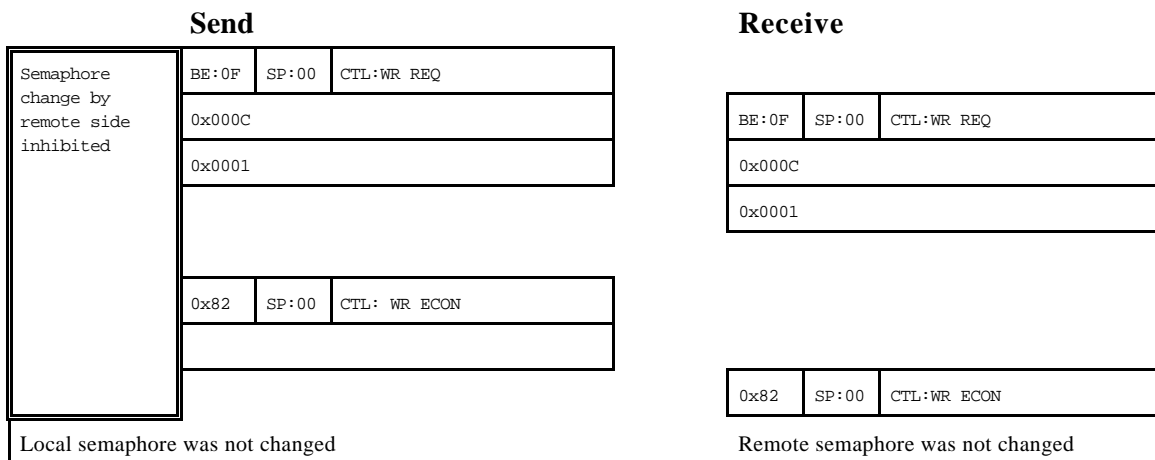 Send
Receive
Semaphore
change by
remote side
inhibited
BE:0F SP:00 CTL:WR REQ
0x000C
0x0001
BE:0F SP:00 CTL:WR REQ
0x000C
0x0001
0x82 SP:00 CTL: WR ECON
0x82 SP:00 CTL:WR ECON
Local semaphore was not changed
Remote semaphore was not changed